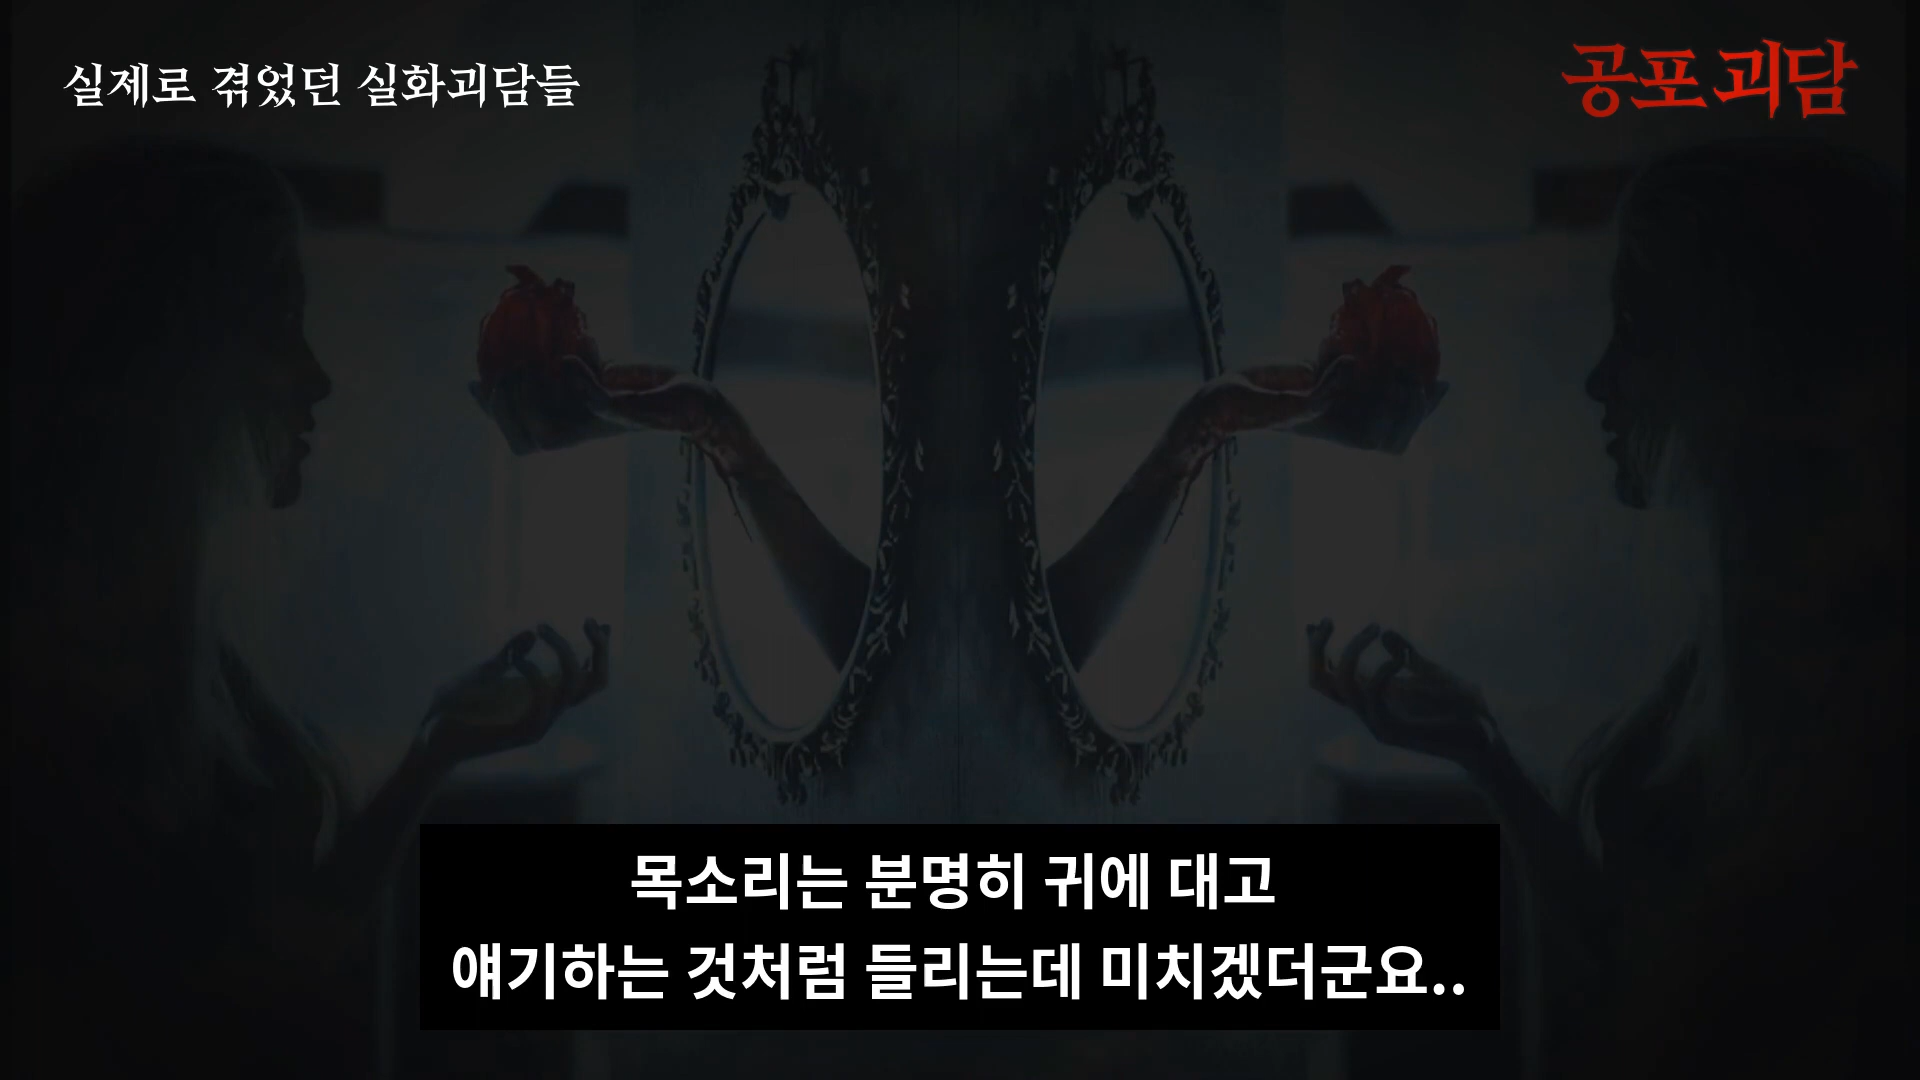 실제로 겪었던 실화괴담들
공포괴담
목소리는 분명히 귀에 대고
얘기하는 것처럼 들리는데 미치겠더군요..